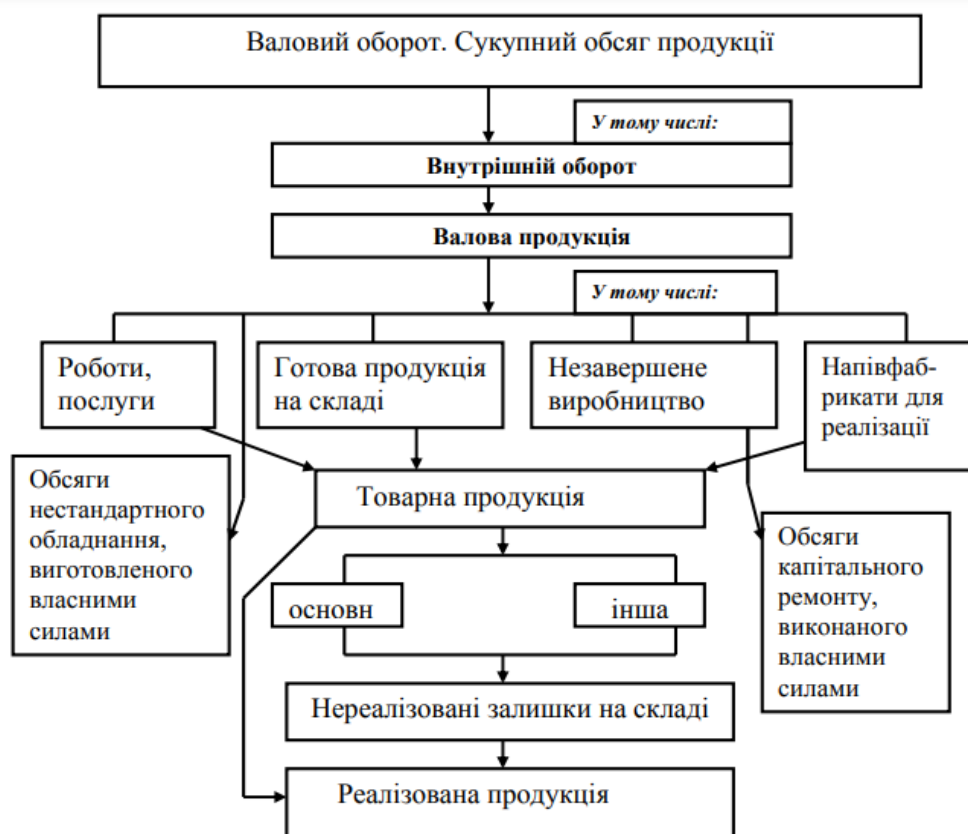 Валовий оборот. Сукупний обсяг продукції
У тому числі:
Внутрішній оборот
Валова продукція
У тому числі:
Роботи,
послуги
Готова продукція
на складі
Незавершене
виробництво
Напівфаб-
рикати для
реалізації
Обсяги
нестандартного
обладнання,
виготовленого
власними
силами
Товарна продукція
Обсяги
капітального
ремонту,
виконаного
власними
силами
основн
інша
Нереалізовані залишки на складі
Реалізована продукція